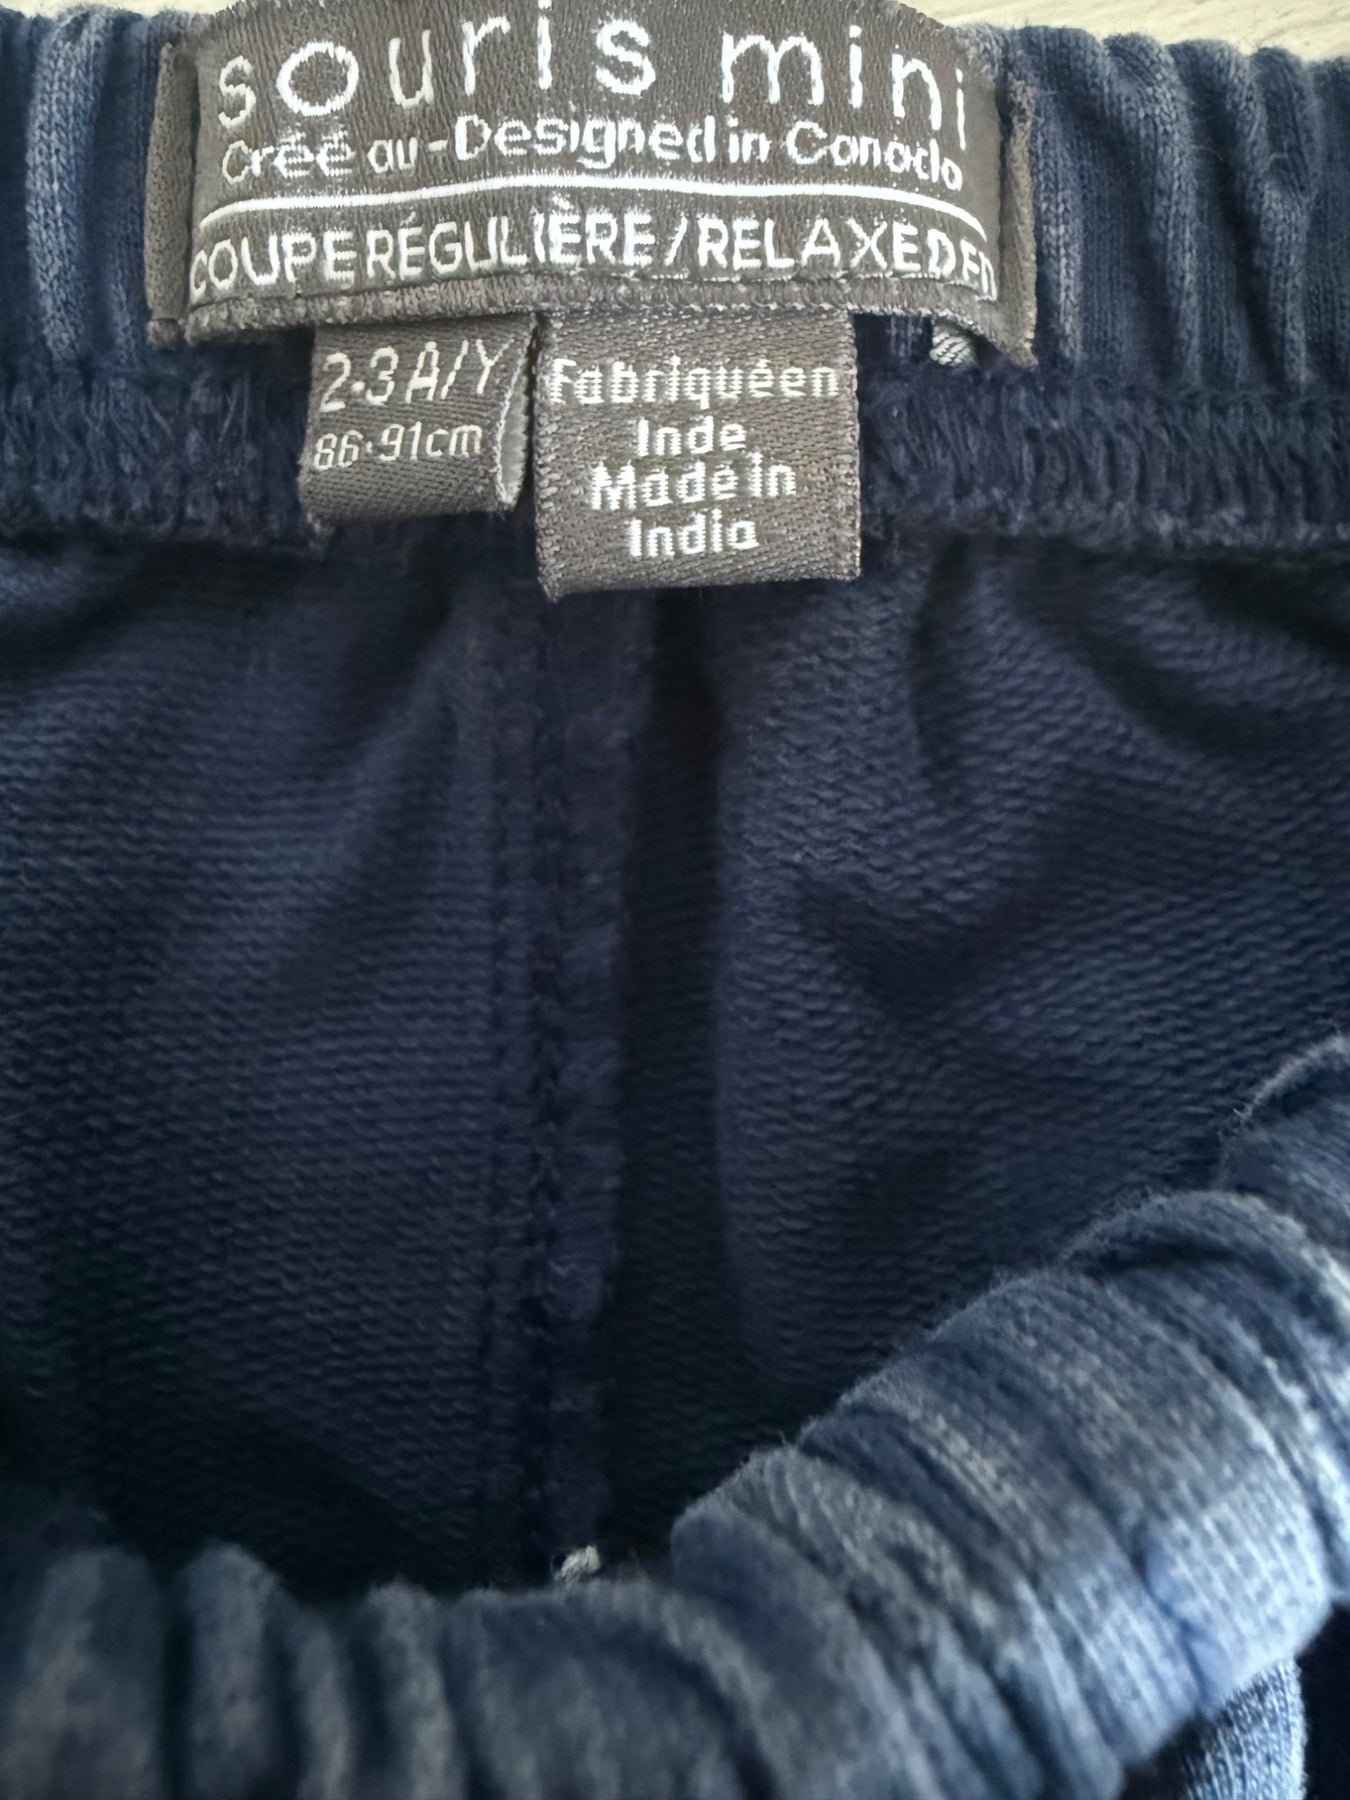 souris mini
Créé au-Designed in Canada
COUPE RÉGULIÈRE/RELAXED FIT
2-3 A/Y
86-91cm
Fabriqué en
Inde
Made in
India